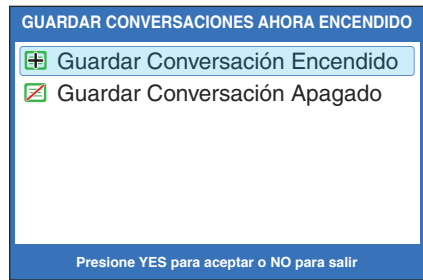 GUARDAR CONVERSACIONES AHORA ENCENDIDO
Guardar Conversación Encendido
Guardar Conversación Apagado
Presione YES para aceptar o NO para salir